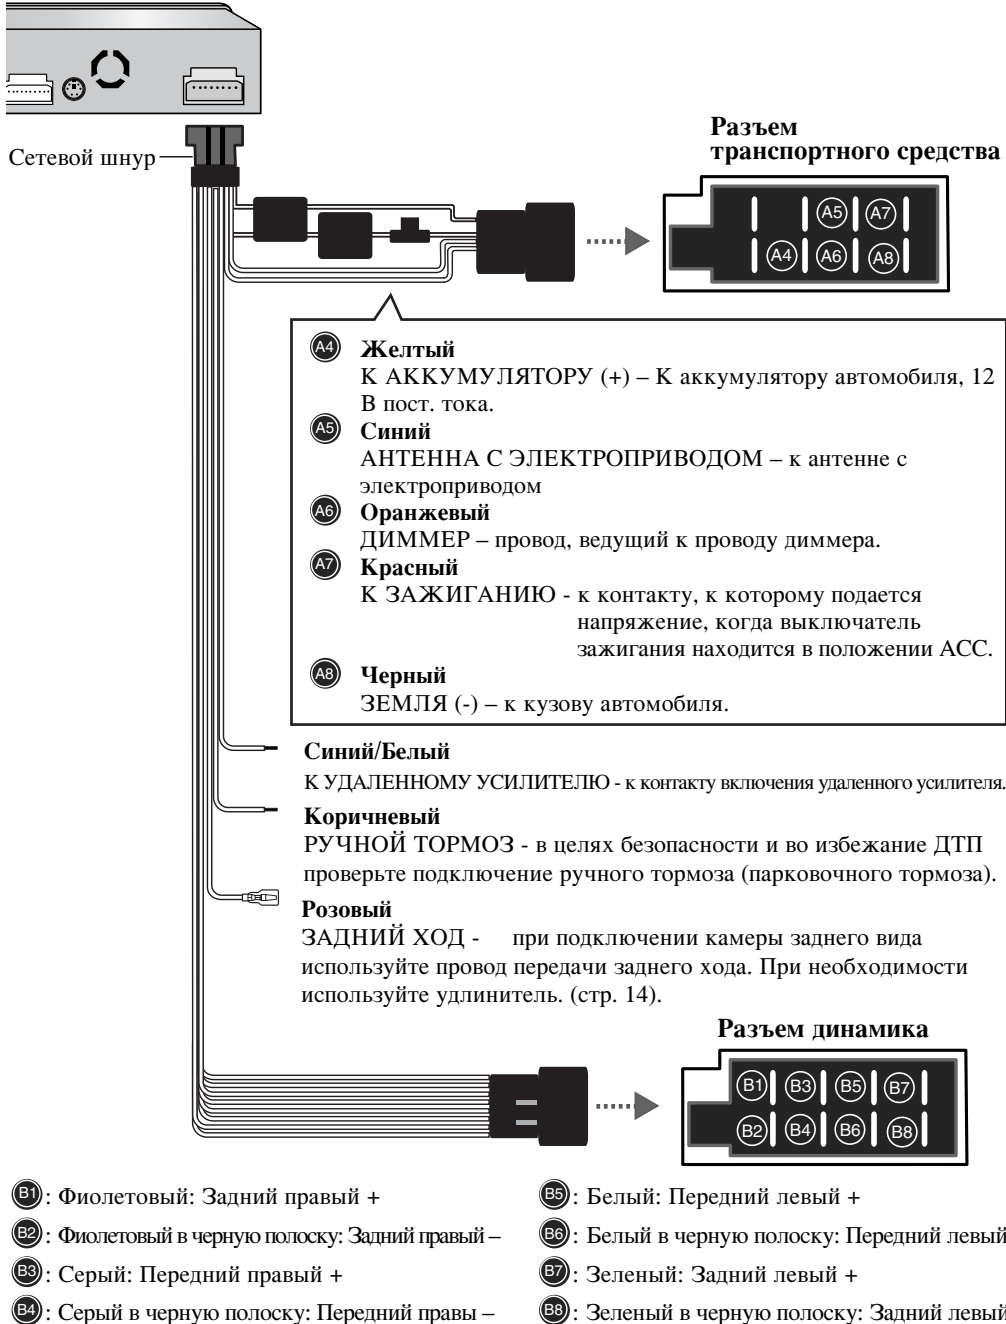 Сетевой шнур
Разъем
транспортного средства
A5 A7
A4 A6 A8
A4 Желтый
К АККУМУЛЯТОРУ (+) – К аккумулятору автомобиля, 12
В пост. тока.
A5 Синий
АНТЕННА С ЭЛЕКТРОПРИВОДОМ – к антенне с
электроприводом
A6 Оранжевый
ДИММЕР – провод, ведущий к проводу диммера.
A7 Красный
К ЗАЖИГАНИЮ - к контакту, к которому подается
напряжение, когда выключатель
зажигания находится в положении ACC.
A8 Черный
ЗЕМЛЯ (-) – к кузову автомобиля.
Синий/Белый
К УДАЛЕННОМУ УСИЛИТЕЛЮ - к контакту включения удаленного усилителя.
Коричневый
РУЧНОЙ ТОРМОЗ - в целях безопасности и во избежание ДТП
проверьте подключение ручного тормоза (парковочного тормоза).
Розовый
ЗАДНИЙ ХОД - при подключении камеры заднего вида
используйте провод передачи заднего хода. При необходимости
используйте удлинитель. (стр. 14).
Разъем динамика
B1 B3 B5 B7
B2 B4 B6 B8
B1: Фиолетовый: Задний правый +
B2: Фиолетовый в черную полоску: Задний правый –
B3: Серый: Передний правый +
B4: Серый в черную полоску: Передний правы –
B5: Белый: Передний левый +
B6: Белый в черную полоску: Передний левый
B7: Зеленый: Задний левый +
B8: Зеленый в черную полоску: Задний левый